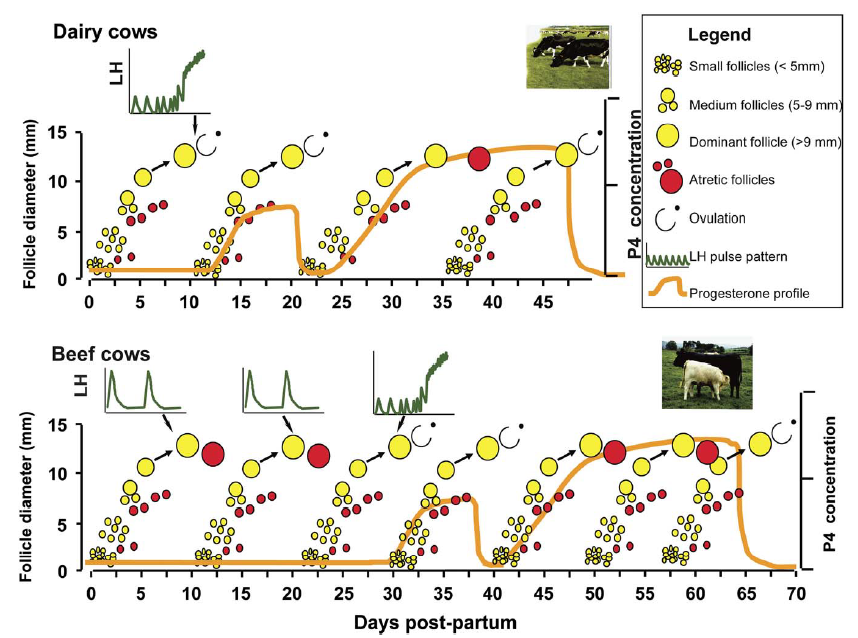 Dairy cows
LH
Follicle diameter (mm)
15
10
5
0
0 5 10 15 20 25 30 35 40 45
P4 concentration
Legend
Small follicles (< 5mm)
Medium follicles (5-9 mm)
Dominant follicle (>9 mm)
Atretic follicles
Ovulation
LH pulse pattern
Progesterone profile
Beef cows
LH
Follicle diameter (mm)
15
10
5
0
0 5 10 15 20 25 30 35 40 45 50 55 60 65 70
P4 concentration
Days post-partum